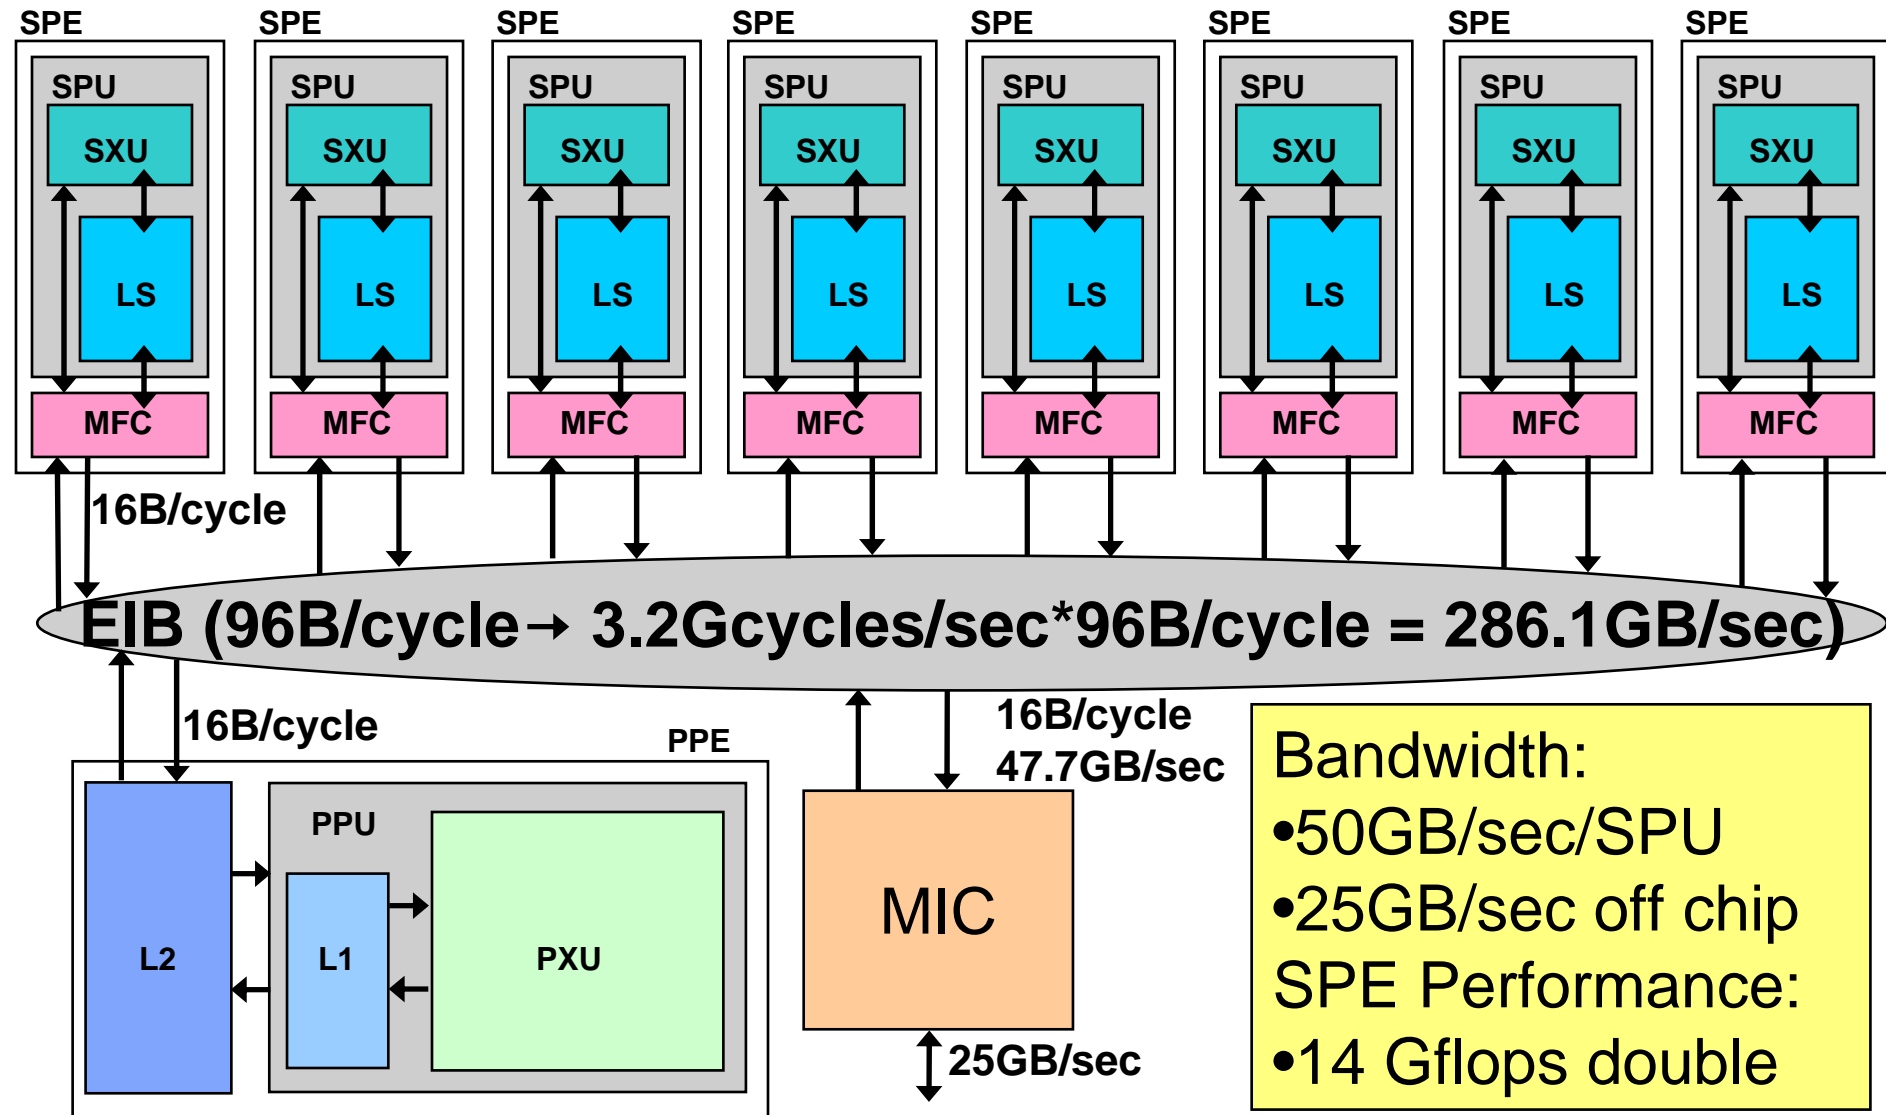 SPE SPE SPE SPE SPE SPE SPE SPE
SPU SPU SPU SPU SPU SPU SPU SPU
SXU SXU SXU SXU SXU SXU SXU SXU
LS LS LS LS LS LS LS LS
MFC MFC MFC MFC MFC MFC MFC MFC
16B/cycle
EIB (96B/cycle→ 3.2Gcycles/sec*96B/cycle = 286.1GB/sec)
16B/cycle
PPE
PPU
L2
L1
PXU
16B/cycle
47.7GB/sec
MIC
25GB/sec
Bandwidth:
•50GB/sec/SPU
•25GB/sec off chip
SPE Performance:
•14 Gflops double